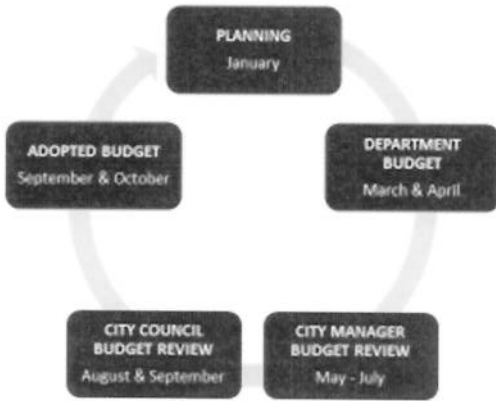 PLANNING
January
DEPARTMENT
BUDGET
March & April
CITY MANAGER
BUDGET REVIEW
May - July
CITY COUNCIL
BUDGET REVIEW
August & September
ADOPTED BUDGET
September & October